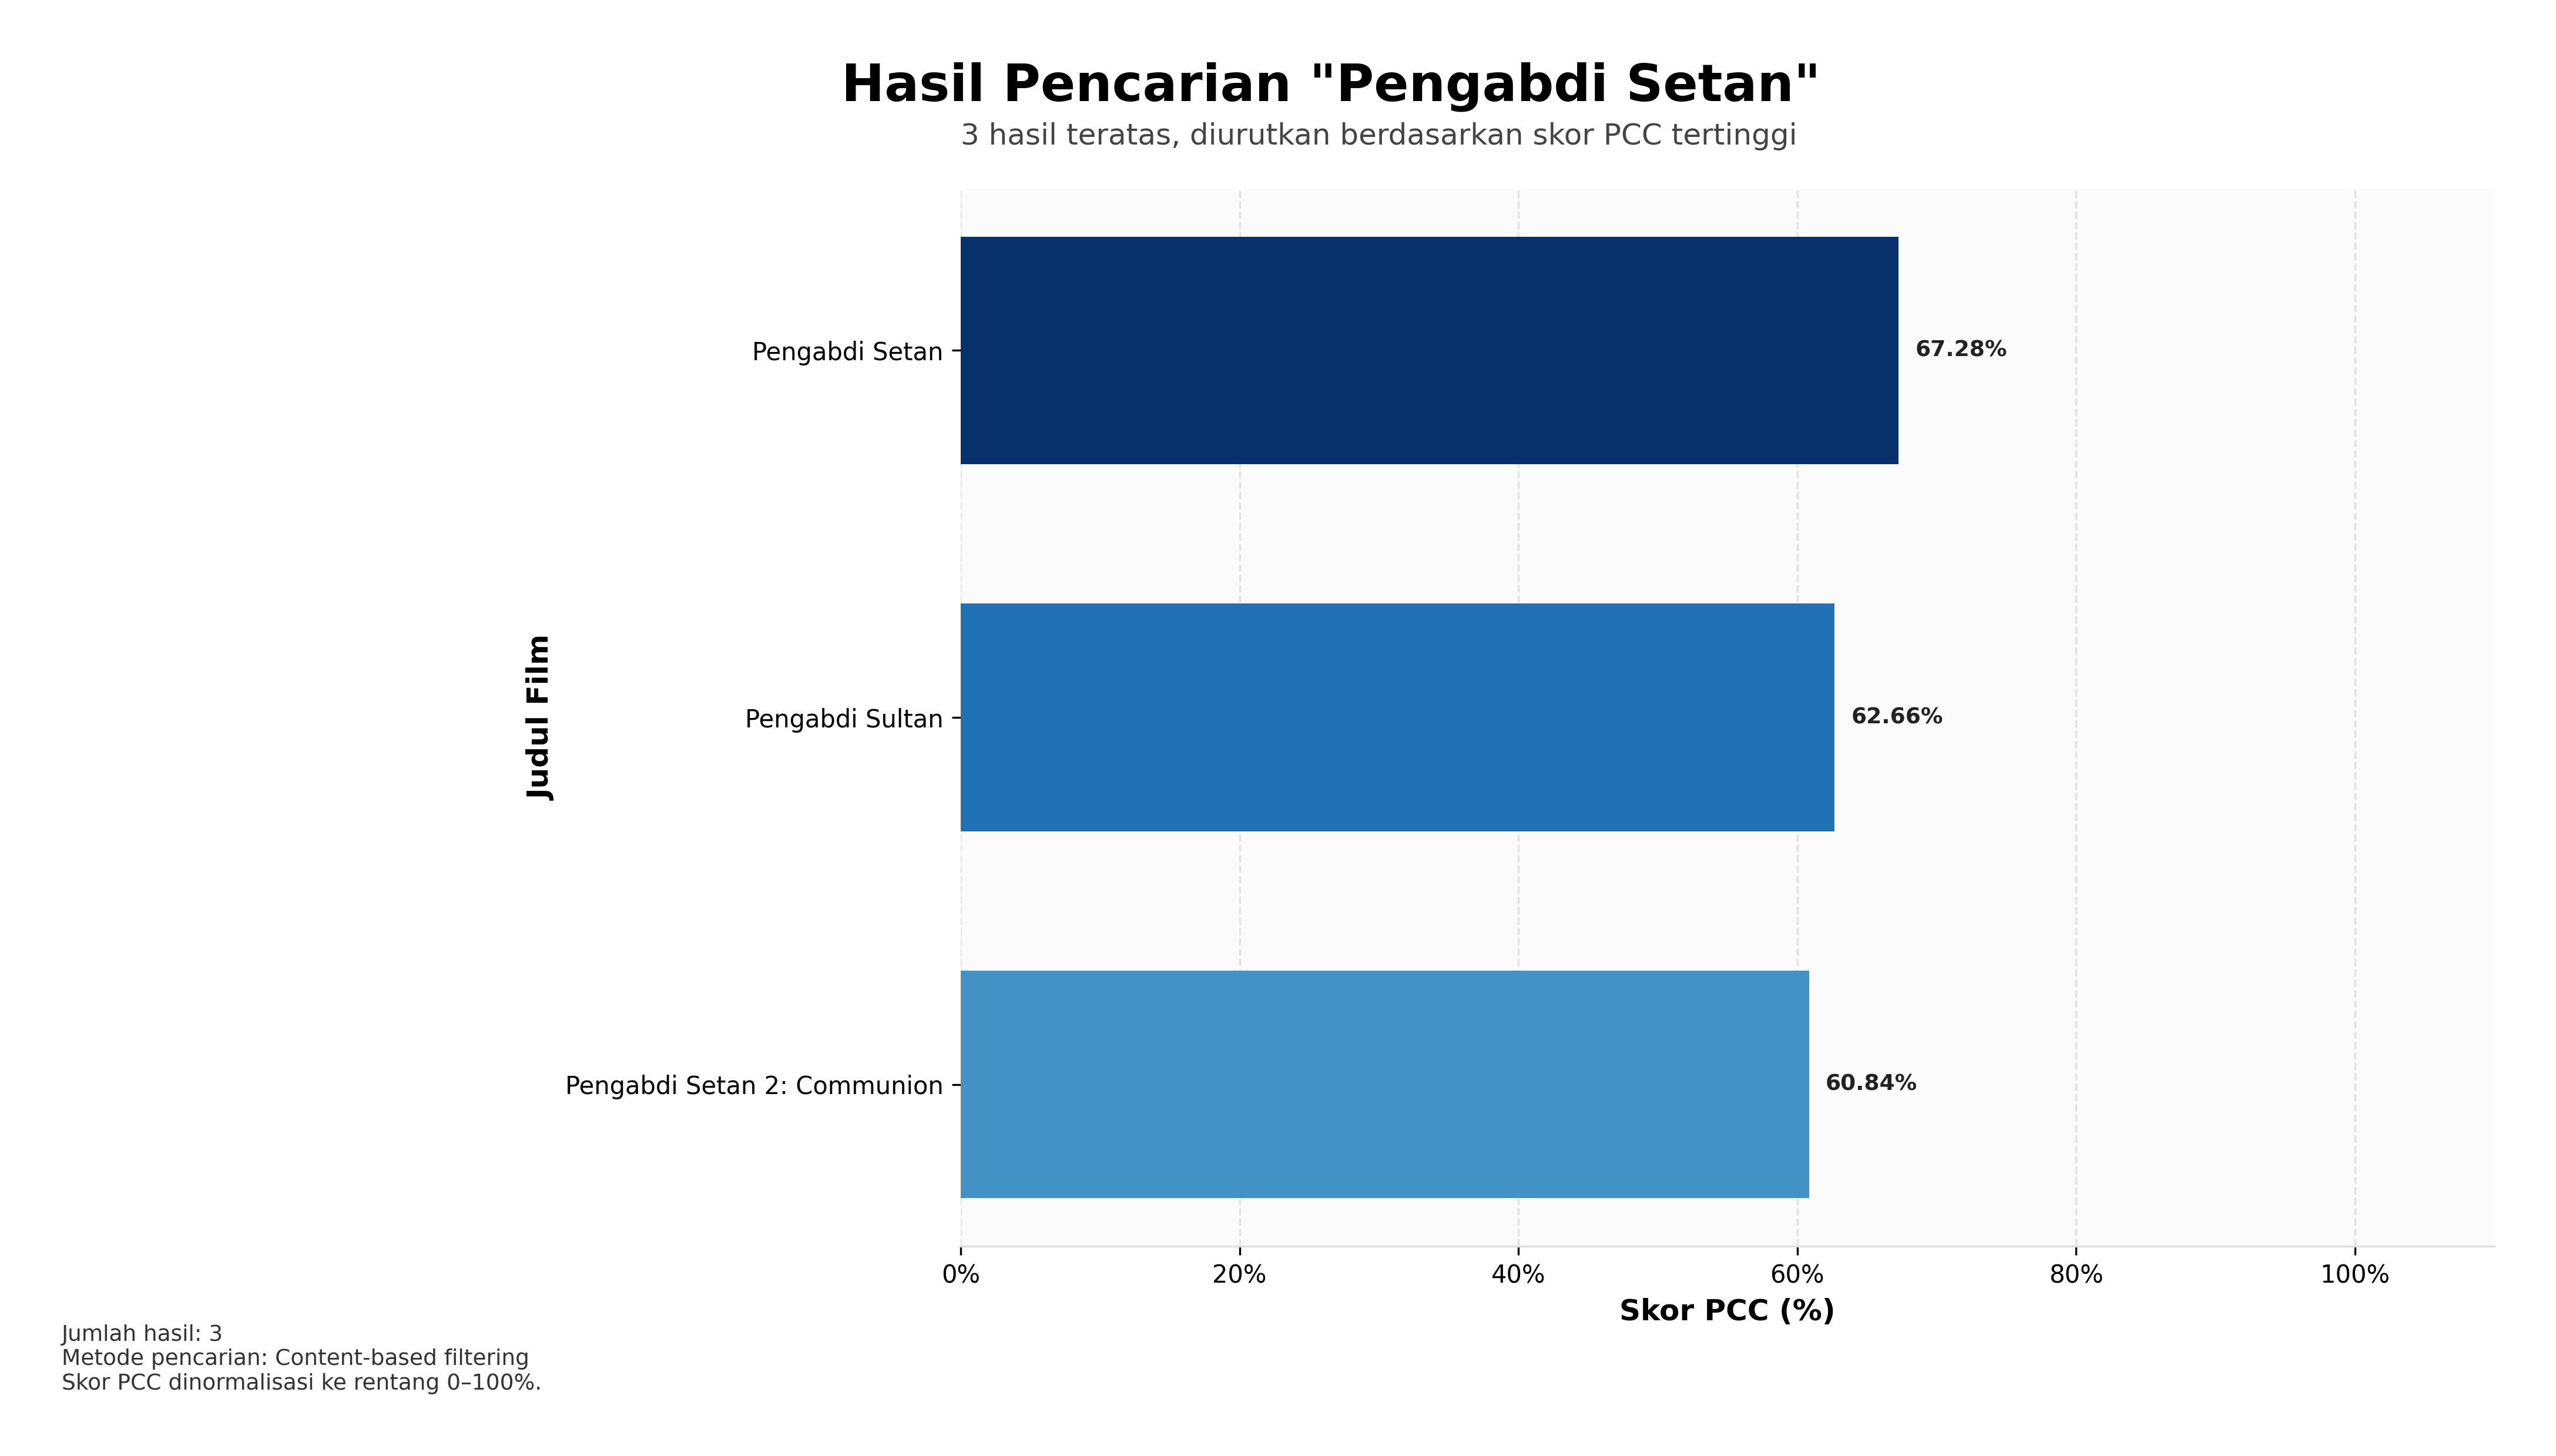 Hasil Pencarian "Pengabdi Setan"
3 hasil teratas, diurutkan berdasarkan skor PCC tertinggi
Judul Film
Pengabdi Setan
67.28%
Pengabdi Sultan
62.66%
Pengabdi Setan 2: Communion
60.84%
0%
20%
40%
60%
80%
100%
Skor PCC (%)
Jumlah hasil: 3
Metode pencarian: Content-based filtering
Skor PCC dinormalisasi ke rentang 0–100%.